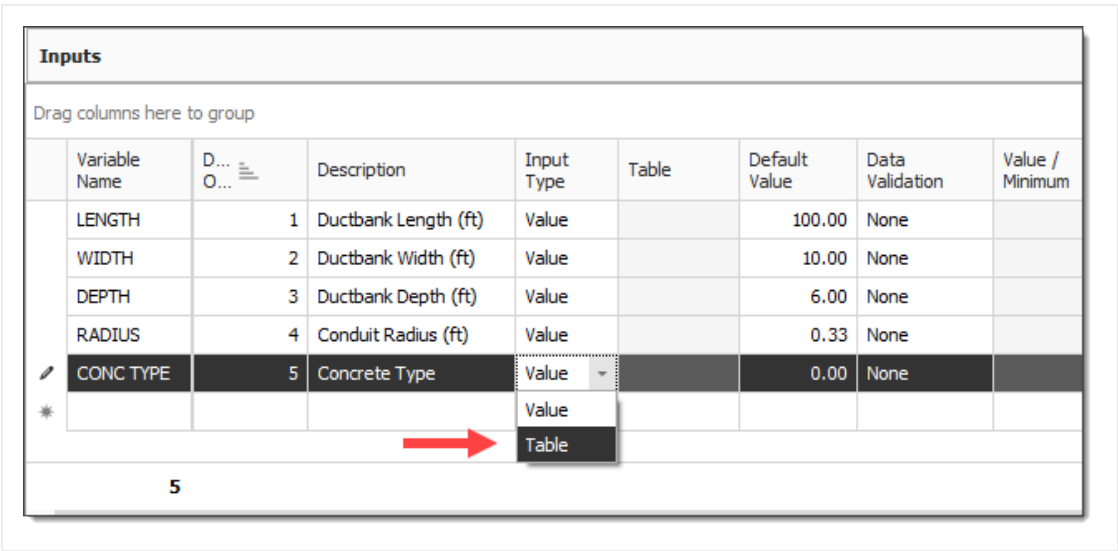 Inputs
Drag columns here to group
Variable Name D... O... Description Input Type Table Default Value Data Validation Value / Minimum
LENGTH 1 Ductbank Length (ft) Value 100.00 None
WIDTH 2 Ductbank Width (ft) Value 10.00 None
DEPTH 3 Ductbank Depth (ft) Value 6.00 None
RADIUS 4 Conduit Radius (ft) Value 0.33 None
CONC TYPE 5 Concrete Type Value 0.00 None
Value
Table
5